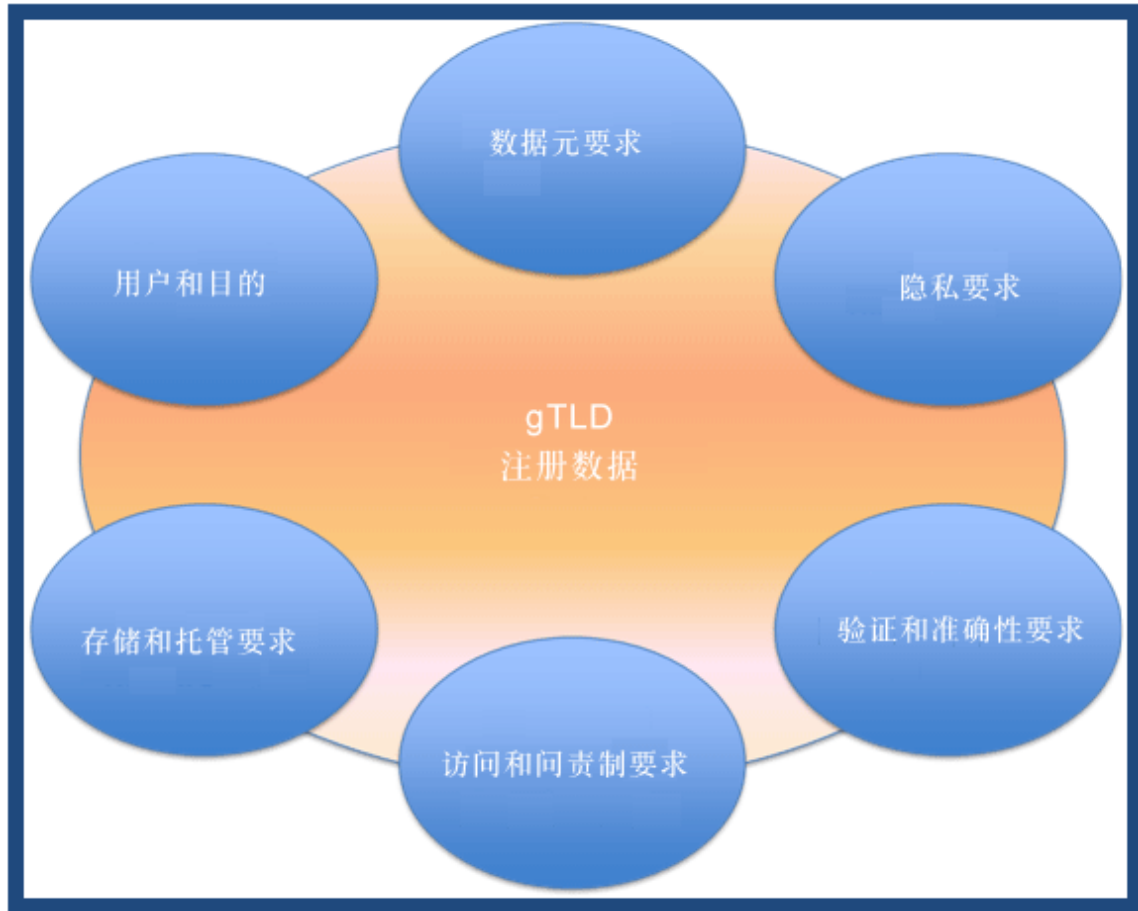 数据元要求
用户和目的
隐私要求
gTLD
注册数据
存储和托管要求
验证和准确性要求
访问和问责制要求